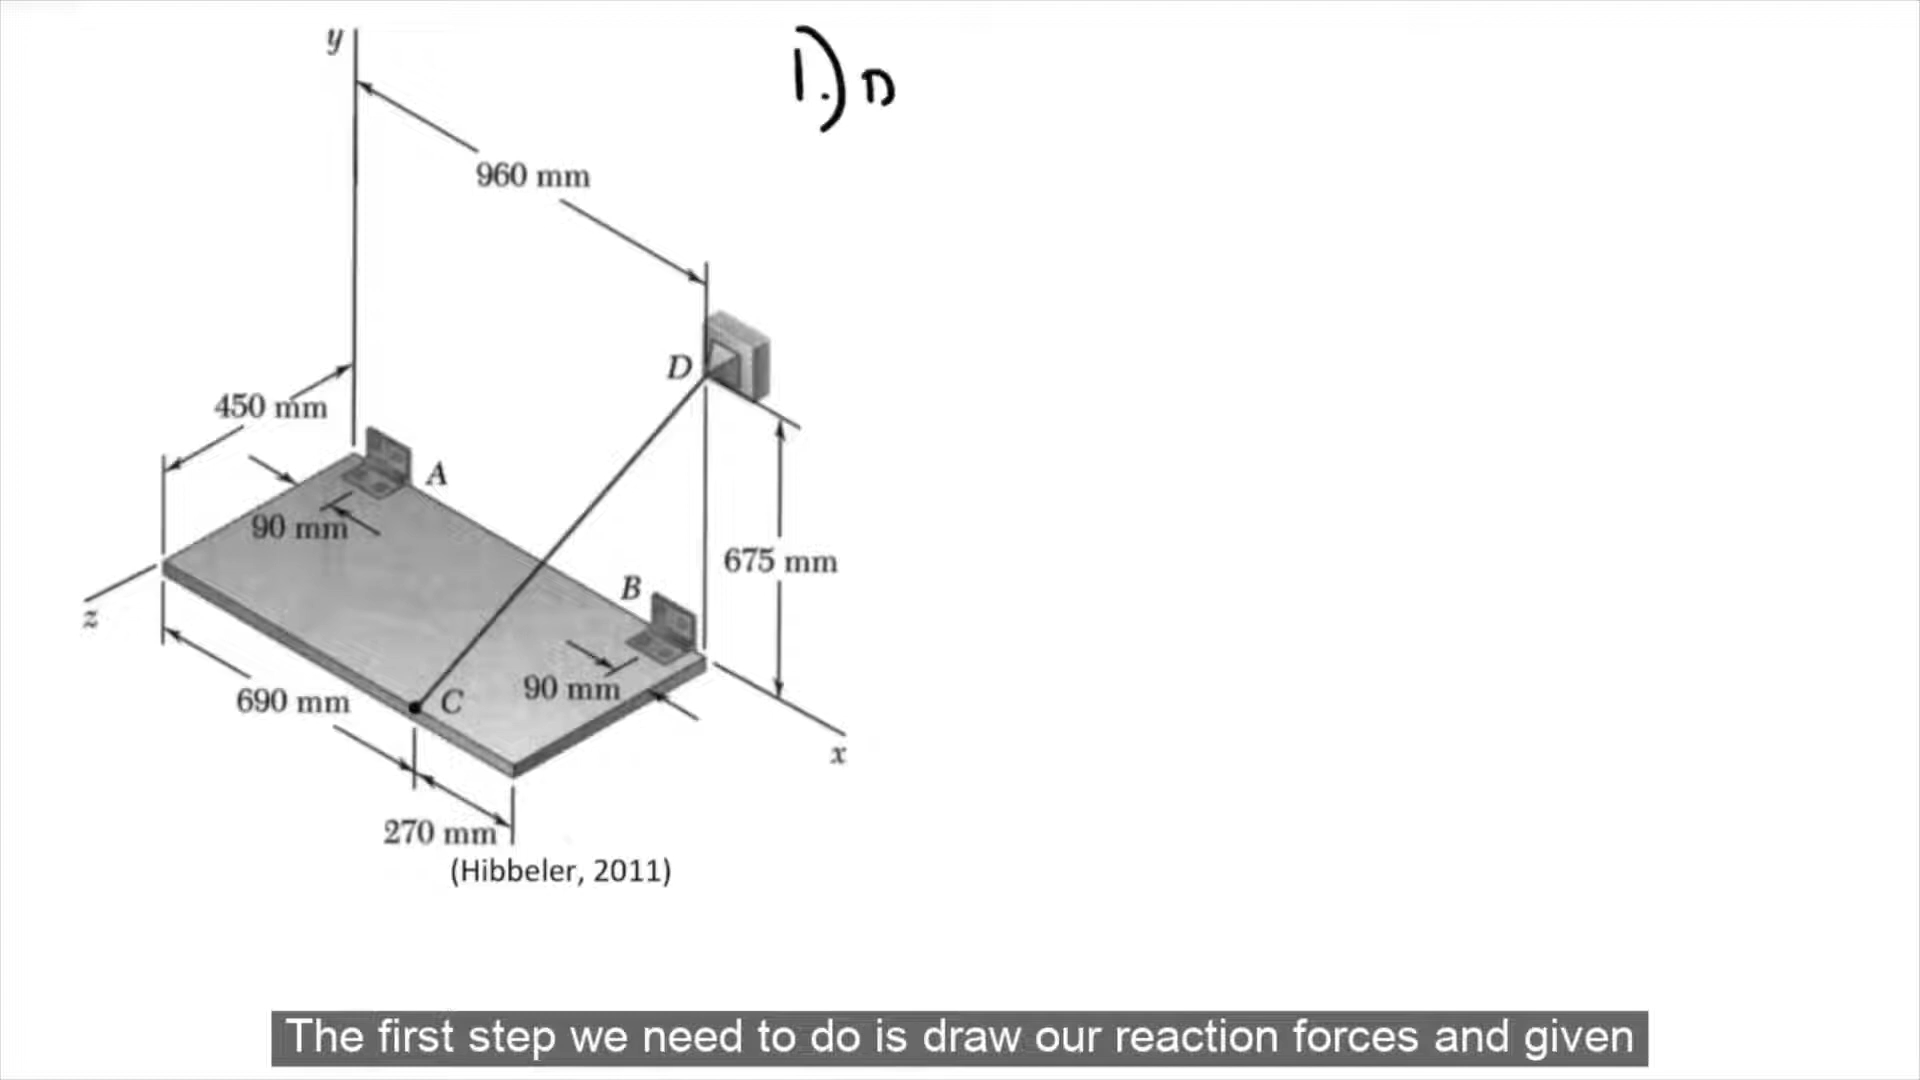 y
1.) D
960 mm
D
450 mm
A
90 mm
675 mm
B
z
90 mm
690 mm
C
x
270 mm
(Hibbeler, 2011)
The first step we need to do is draw our reaction forces and given